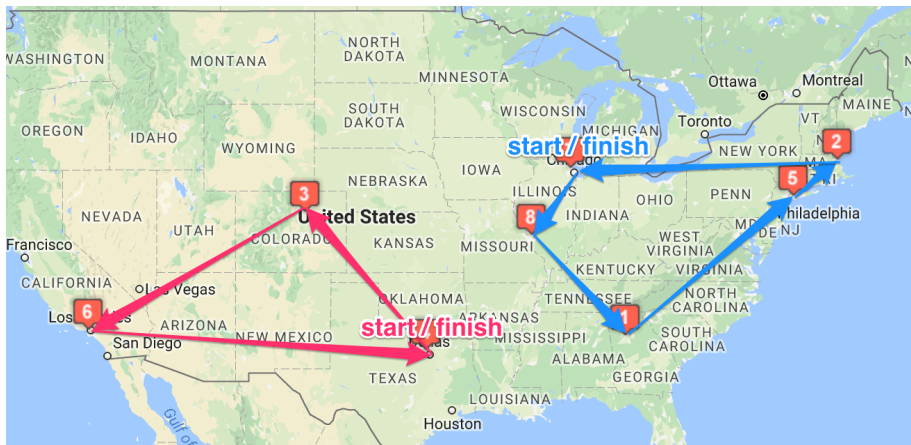 NORTH
DAKOTA
WASHINGTON
MONTANA
MINNESOTA
Ottawa
Montreal
MAINE
SOUTH
DAKOTA
WISCONSIN
MICHIGAN
Toronto
VT
OREGON
IDAHO
WYOMING
start / finish
NEW YORK
2
MA
IOWA
NEBRASKA
ILLINOIS
OHIO
PENN
5
RI
3
United States
8
INDIANA
Philadelphia
NEVADA
UTAH
COLORADO
KANSAS
MISSOURI
WEST
VIRGINIA
MD
DE
NJ
Francisco
CALIFORNIA
Las Vegas
KENTUCKY
VIRGINIA
6
OKLAHOMA
TENNESSEE
1
NORTH
CAROLINA
ARIZONA
NEW MEXICO
start / finish
ARKANSAS
San Diego
MISSISSIPPI
SOUTH
CAROLINA
TEXAS
ALABAMA
GEORGIA
LOUISIANA
Houston
Gulf of